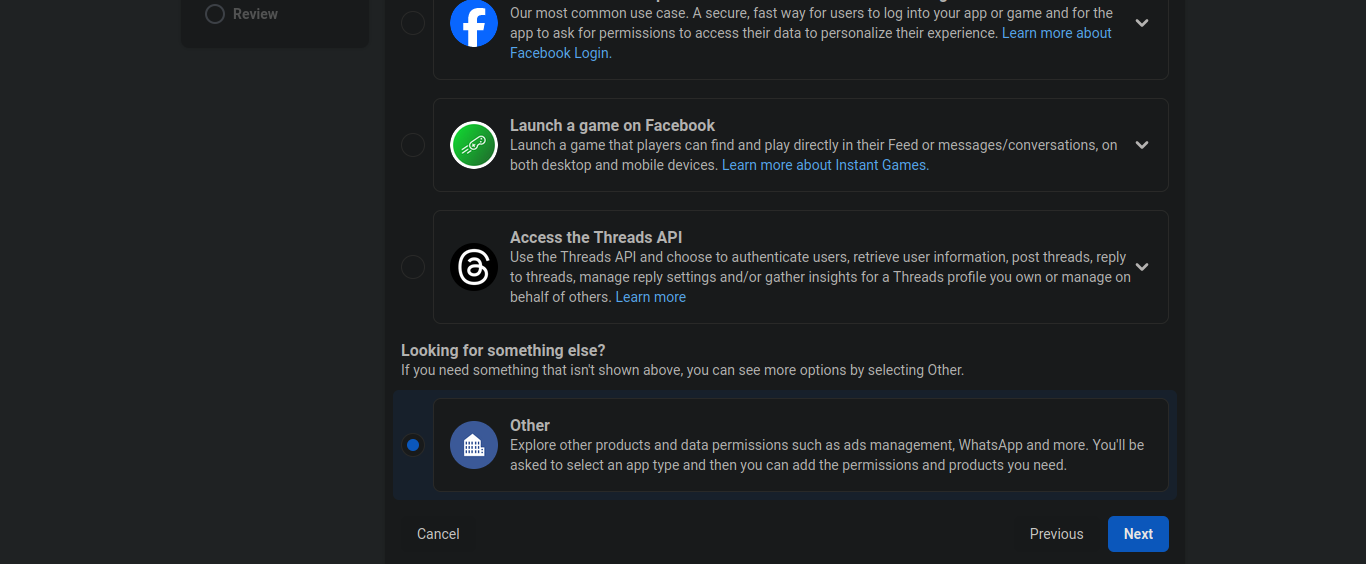 Review
Our most common use case. A secure, fast way for users to log into your app or game and for the
app to ask for permissions to access their data to personalize their experience. Learn more about
Facebook Login.
Launch a game on Facebook
Launch a game that players can find and play directly in their Feed or messages/conversations, on
both desktop and mobile devices. Learn more about Instant Games.
Access the Threads API
Use the Threads API and choose to authenticate users, retrieve user information, post threads, reply
to threads, manage reply settings and/or gather insights for a Threads profile you own or manage on
behalf of others. Learn more
Looking for something else?
If you need something that isn't shown above, you can see more options by selecting Other.
Other
Explore other products and data permissions such as ads management, WhatsApp and more. You'll be
asked to select an app type and then you can add the permissions and products you need.
Cancel
Previous
Next